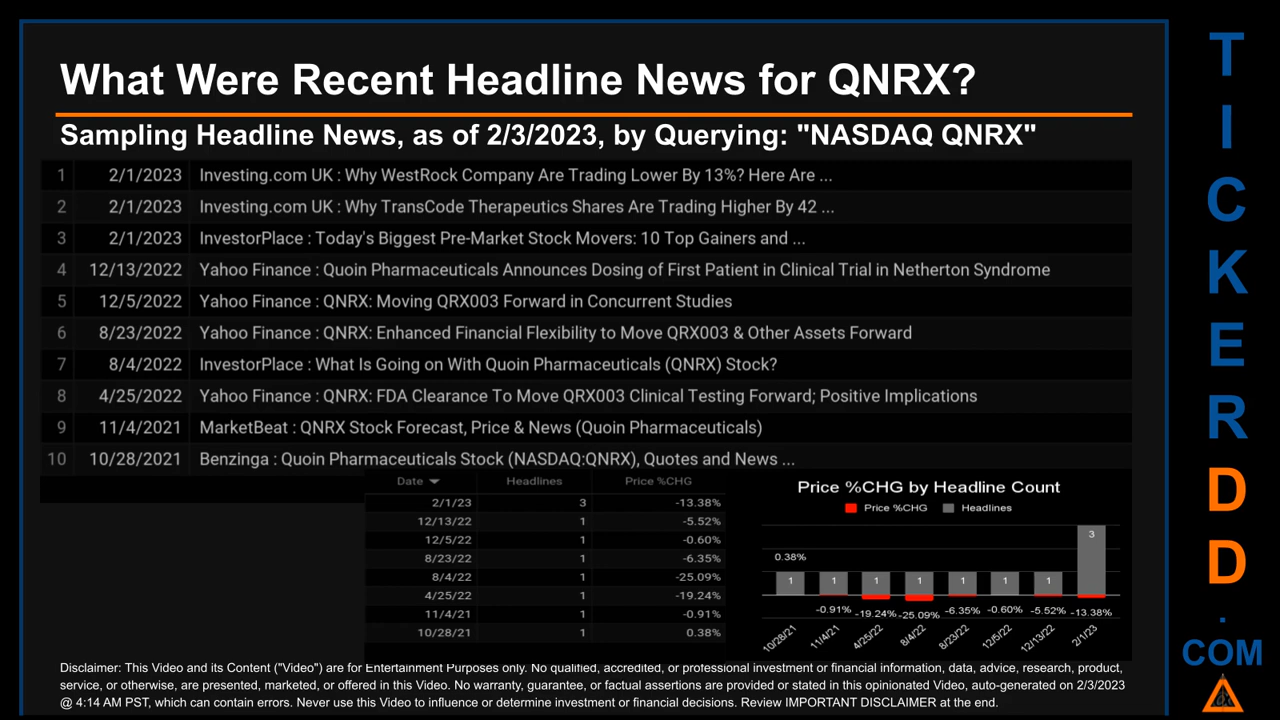 What Were Recent Headline News for QNRX?
Sampling Headline News, as of 2/3/2023, by Querying: "NASDAQ QNRX"
1 2/1/2023 Investing.com UK : Why WestRock Company Are Trading Lower By 13%? Here Are ...
2 2/1/2023 Investing.com UK : Why TransCode Therapeutics Shares Are Trading Higher By 42 ...
3 2/1/2023 InvestorPlace : Today's Biggest Pre-Market Stock Movers: 10 Top Gainers and ...
4 12/13/2022 Yahoo Finance : Quoin Pharmaceuticals Announces Dosing of First Patient in Clinical Trial in Netherton Syndrome
5 12/5/2022 Yahoo Finance : QNRX: Moving QRX003 Forward in Concurrent Studies
6 8/23/2022 Yahoo Finance : QNRX: Enhanced Financial Flexibility to Move QRX003 & Other Assets Forward
7 8/4/2022 InvestorPlace : What Is Going on With Quoin Pharmaceuticals (QNRX) Stock?
8 4/25/2022 Yahoo Finance : QNRX: FDA Clearance To Move QRX003 Clinical Testing Forward; Positive Implications
9 11/4/2021 MarketBeat : QNRX Stock Forecast, Price & News (Quoin Pharmaceuticals)
10 10/28/2021 Benzinga : Quoin Pharmaceuticals Stock (NASDAQ:QNRX), Quotes and News ...
Date Headlines Price %CHG
2/1/23 3 -13.38%
12/13/22 1 -5.52%
12/5/22 1 -0.60%
8/23/22 1 -6.35%
8/4/22 1 -25.09%
4/25/22 1 -19.24%
11/4/21 1 -0.91%
10/28/21 1 0.38%
Price %CHG by Headline Count
Price %CHG Headlines
3
0.38%
1 1 1 1 1 1 1
-0.91% -19.24% -25.09% -6.35% -0.60% -5.52% -13.38%
10/28/21 11/4/21 4/25/22 8/4/22 8/23/22 12/5/22 12/13/22 2/1/23
Disclaimer: This Video and its Content ("Video") are for Entertainment Purposes only. No qualified, accredited, or professional investment or financial information, data, advice, research, product,
service, or otherwise, are presented, marketed, or offered in this Video. No warranty, guarantee, or factual assertions are provided or stated in this opinionated Video, auto-generated on 2/3/2023
@ 4:14 AM PST, which can contain errors. Never use this Video to influence or determine investment or financial decisions. Review IMPORTANT DISCLAIMER at the end.
T
I
C
K
E
R
D
D
.
COM